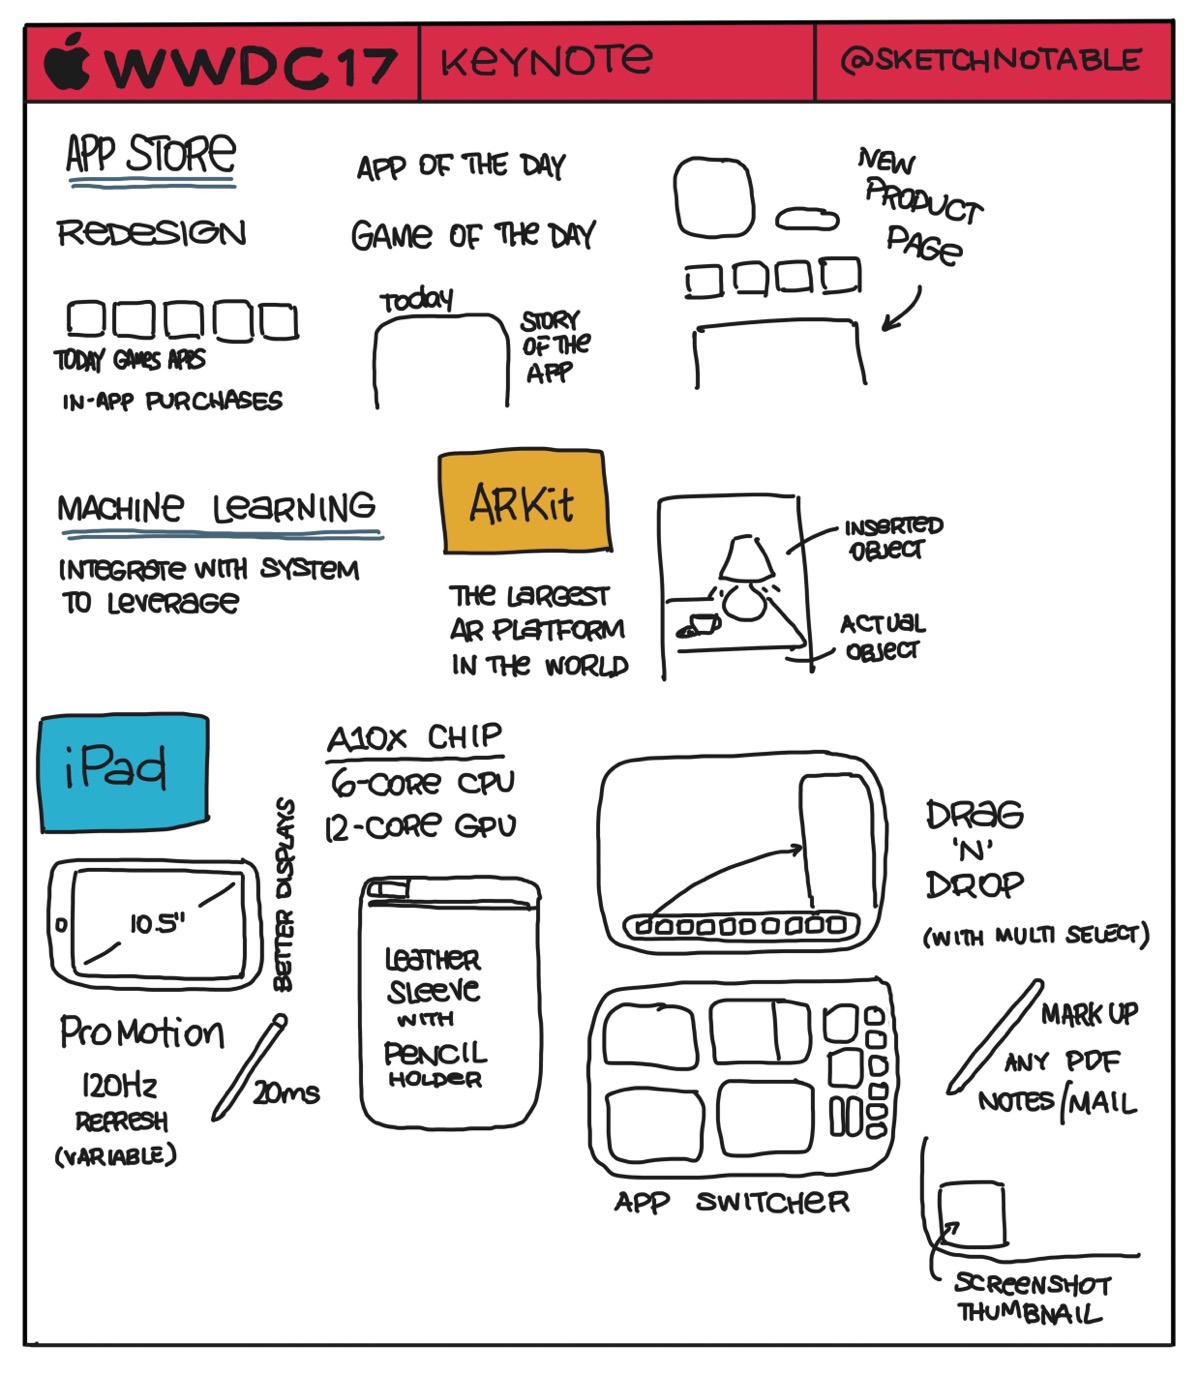 WWDC17
KEYNOTE
@SKETCHNOTABLE
APP STORE
REDESIGN
TODAY GAMES APPS
IN-APP PURCHASES
APP OF THE DAY
GAME OF THE DAY
Today
STORY
OF THE
APP
NEW
PRODUCT
PAGE
MACHINE LEARNING
INTEGRATE WITH SYSTEM
TO LEVERAGE
ARKit
THE LARGEST
AR PLATFORM
IN THE WORLD
INSERTED
OBJECT
ACTUAL
OBJECT
iPad
10.5"
BETTER DISPLAYS
ProMotion
120Hz
REFRESH
(VARIABLE)
20ms
A10X CHIP
6-CORE CPU
12-CORE GPU
LEATHER
SLEEVE
WITH
PENCIL
HOLDER
DRAG
'N'
DROP
(WITH MULTI SELECT)
APP SWITCHER
MARK UP
ANY PDF
NOTES/MAIL
SCREENSHOT
THUMBNAIL